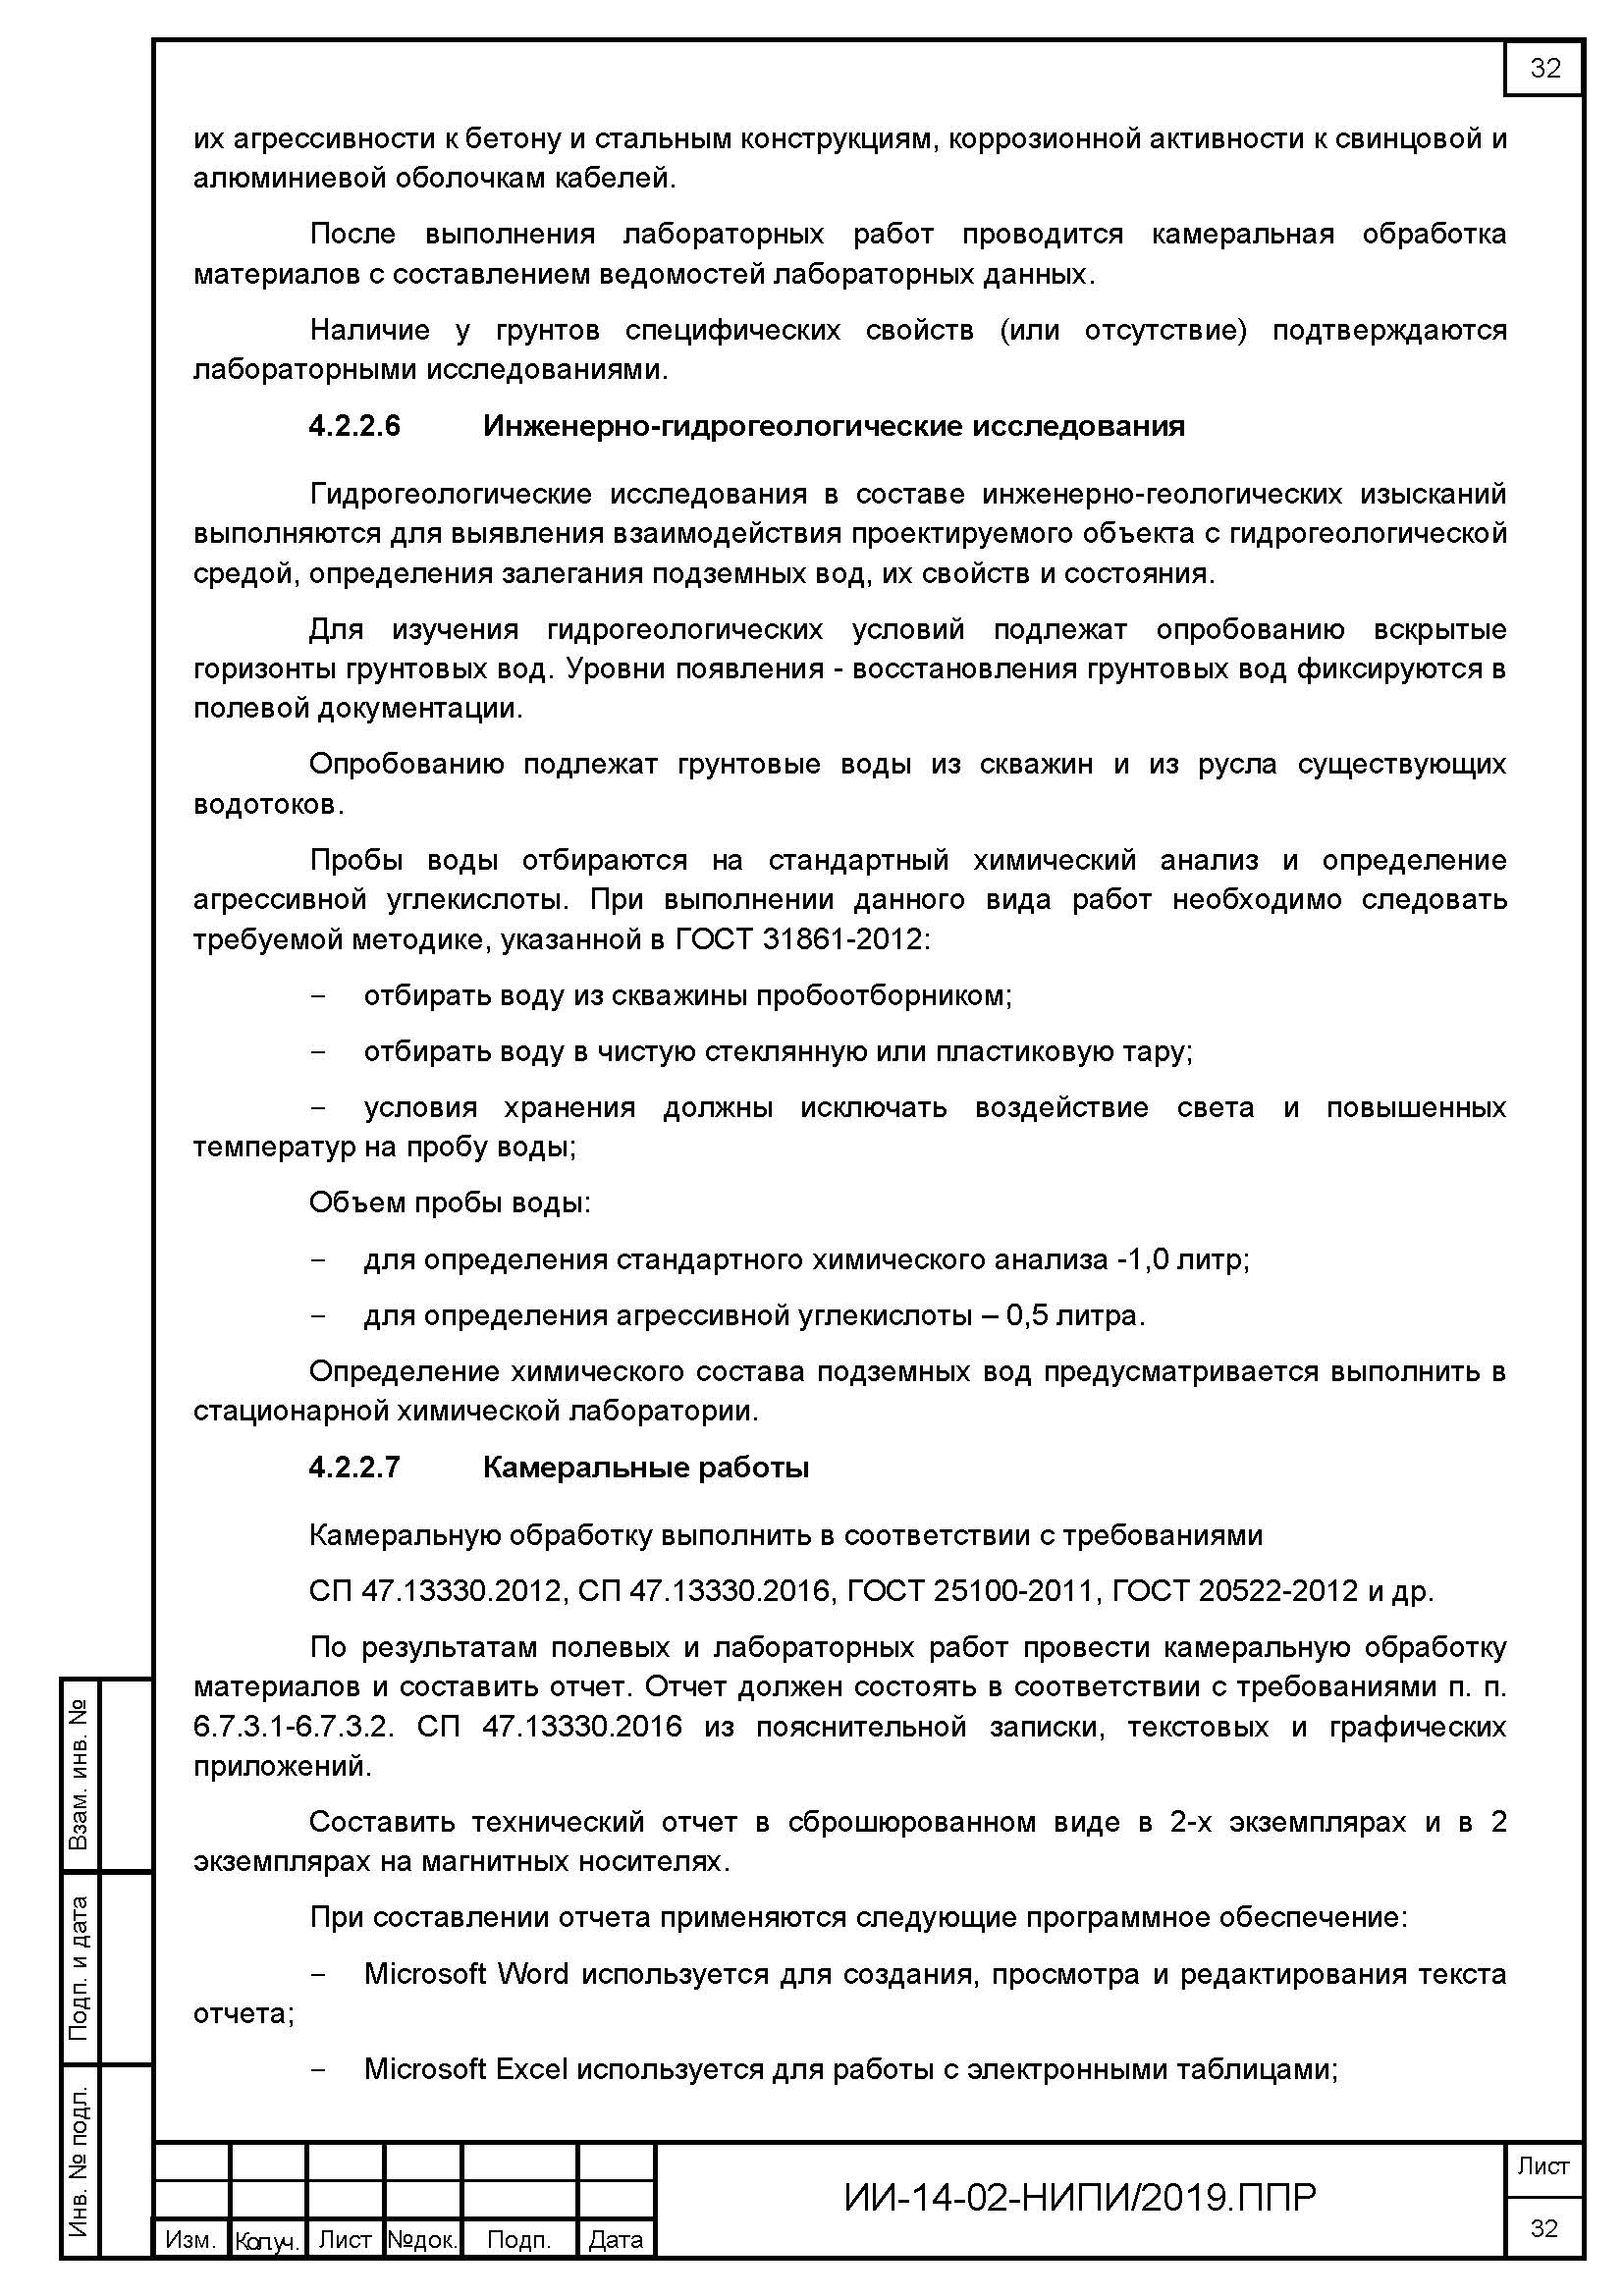 32
их агрессивности к бетону и стальным конструкциям, коррозионной активности к свинцовой и
алюминиевой оболочкам кабелей.
После выполнения лабораторных работ проводится камеральная обработка
материалов с составлением ведомостей лабораторных данных.
Наличие у грунтов специфических свойств (или отсутствие) подтверждаются
лабораторными исследованиями.
4.2.2.6 Инженерно-гидрогеологические исследования
Гидрогеологические исследования в составе инженерно-геологических изысканий
выполняются для выявления взаимодействия проектируемого объекта с гидрогеологической
средой, определения залегания подземных вод, их свойств и состояния.
Для изучения гидрогеологических условий подлежат опробованию вскрытые
горизонты грунтовых вод. Уровни появления - восстановления грунтовых вод фиксируются в
полевой документации.
Опробованию подлежат грунтовые воды из скважин и из русла существующих
водотоков.
Пробы воды отбираются на стандартный химический анализ и определение
агрессивной углекислоты. При выполнении данного вида работ необходимо следовать
требуемой методике, указанной в ГОСТ 31861-2012:
– отбирать воду из скважины пробоотборником;
– отбирать воду в чистую стеклянную или пластиковую тару;
– условия хранения должны исключать воздействие света и повышенных
температур на пробу воды;
Объем пробы воды:
– для определения стандартного химического анализа -1,0 литр;
– для определения агрессивной углекислоты – 0,5 литра.
Определение химического состава подземных вод предусматривается выполнить в
стационарной химической лаборатории.
4.2.2.7 Камеральные работы
Камеральную обработку выполнить в соответствии с требованиями
СП 47.13330.2012, СП 47.13330.2016, ГОСТ 25100-2011, ГОСТ 20522-2012 и др.
По результатам полевых и лабораторных работ провести камеральную обработку
материалов и составить отчет. Отчет должен состоять в соответствии с требованиями п. п.
6.7.3.1-6.7.3.2. СП 47.13330.2016 из пояснительной записки, текстовых и графических
приложений.
Составить технический отчет в сброшюрованном виде в 2-х экземплярах и в 2
экземплярах на магнитных носителях.
При составлении отчета применяются следующие программное обеспечение:
– Microsoft Word используется для создания, просмотра и редактирования текста
отчета;
– Microsoft Excel используется для работы с электронными таблицами;
Взам. инв. №
Подп. и дата
Инв. № подл.
Изм. Кол.уч. Лист №док. Подп. Дата
ИИ-14-02-НИПИ/2019.ППР
Лист
32